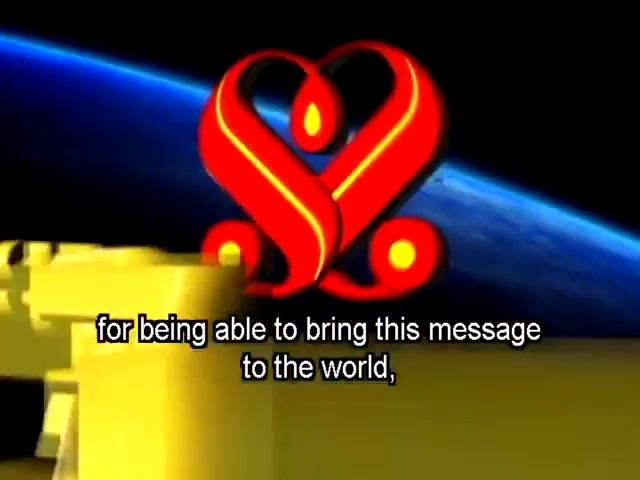 for being able to bring this message
to the world,